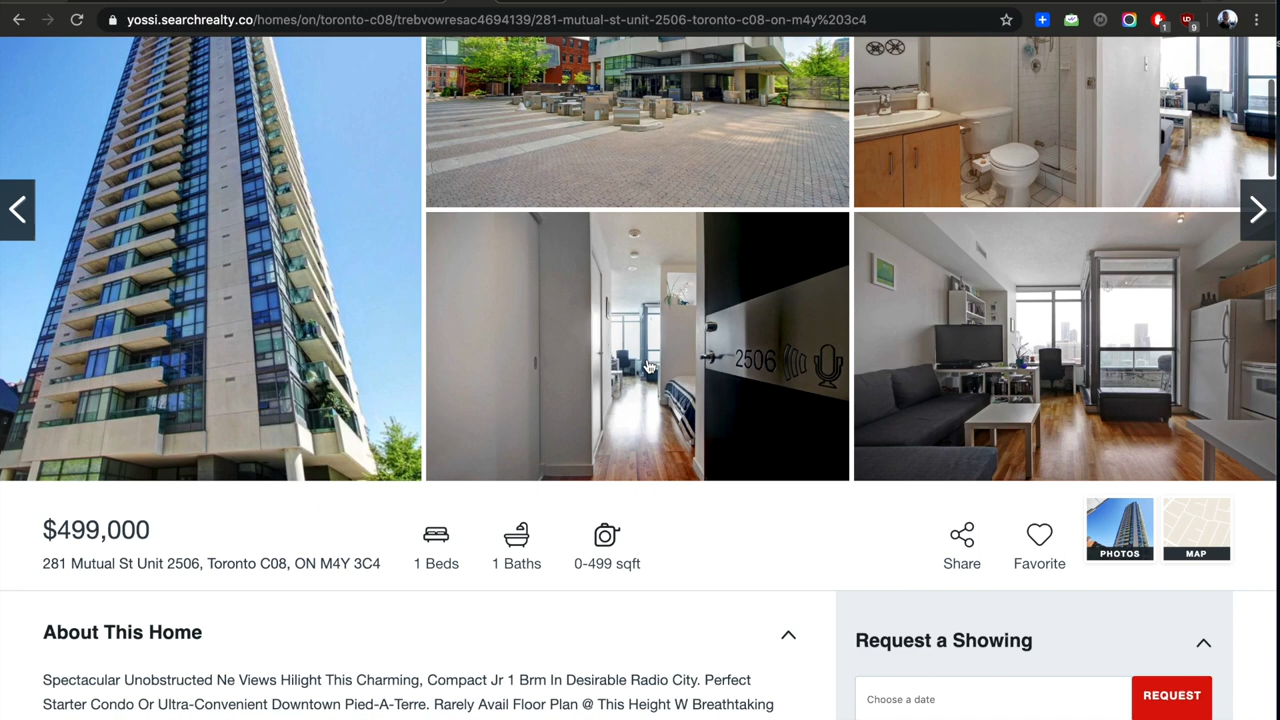 yossi.searchrealty.co/homes/on/toronto-c08/trebvowresac4694139/281-mutual-st-unit-2506-toronto-c08-on-m4y%203c4
1
9
2506
$499,000
281 Mutual St Unit 2506, Toronto C08, ON M4Y 3C4
1 Beds
1 Baths
0-499 sqft
Share
Favorite
PHOTOS
MAP
About This Home
Spectacular Unobstructed Ne Views Hilight This Charming, Compact Jr 1 Brm In Desirable Radio City. Perfect
Starter Condo Or Ultra-Convenient Downtown Pied-A-Terre. Rarely Avail Floor Plan @ This Height W Breathtaking
Request a Showing
Choose a date
REQUEST